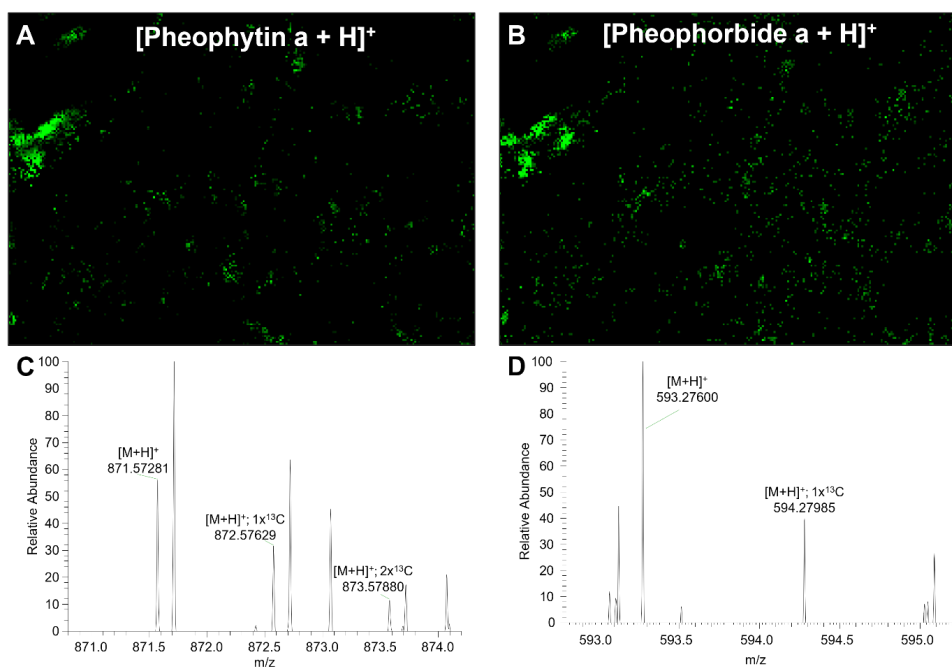 A
[Pheophytin a + H]⁺
B
[Pheophorbide a + H]⁺
C
100
90
80
70
60
50
40
30
20
10
0
Relative Abundance
[M+H]⁺
871.57281
[M+H]⁺; 1x¹³C
872.57629
[M+H]⁺; 2x¹³C
873.57880
871.0
871.5
872.0
872.5
873.0
873.5
874.0
m/z
D
100
90
80
70
60
50
40
30
20
10
0
Relative Abundance
[M+H]⁺
593.27600
[M+H]⁺; 1x¹³C
594.27985
593.0
593.5
594.0
594.5
595.0
m/z